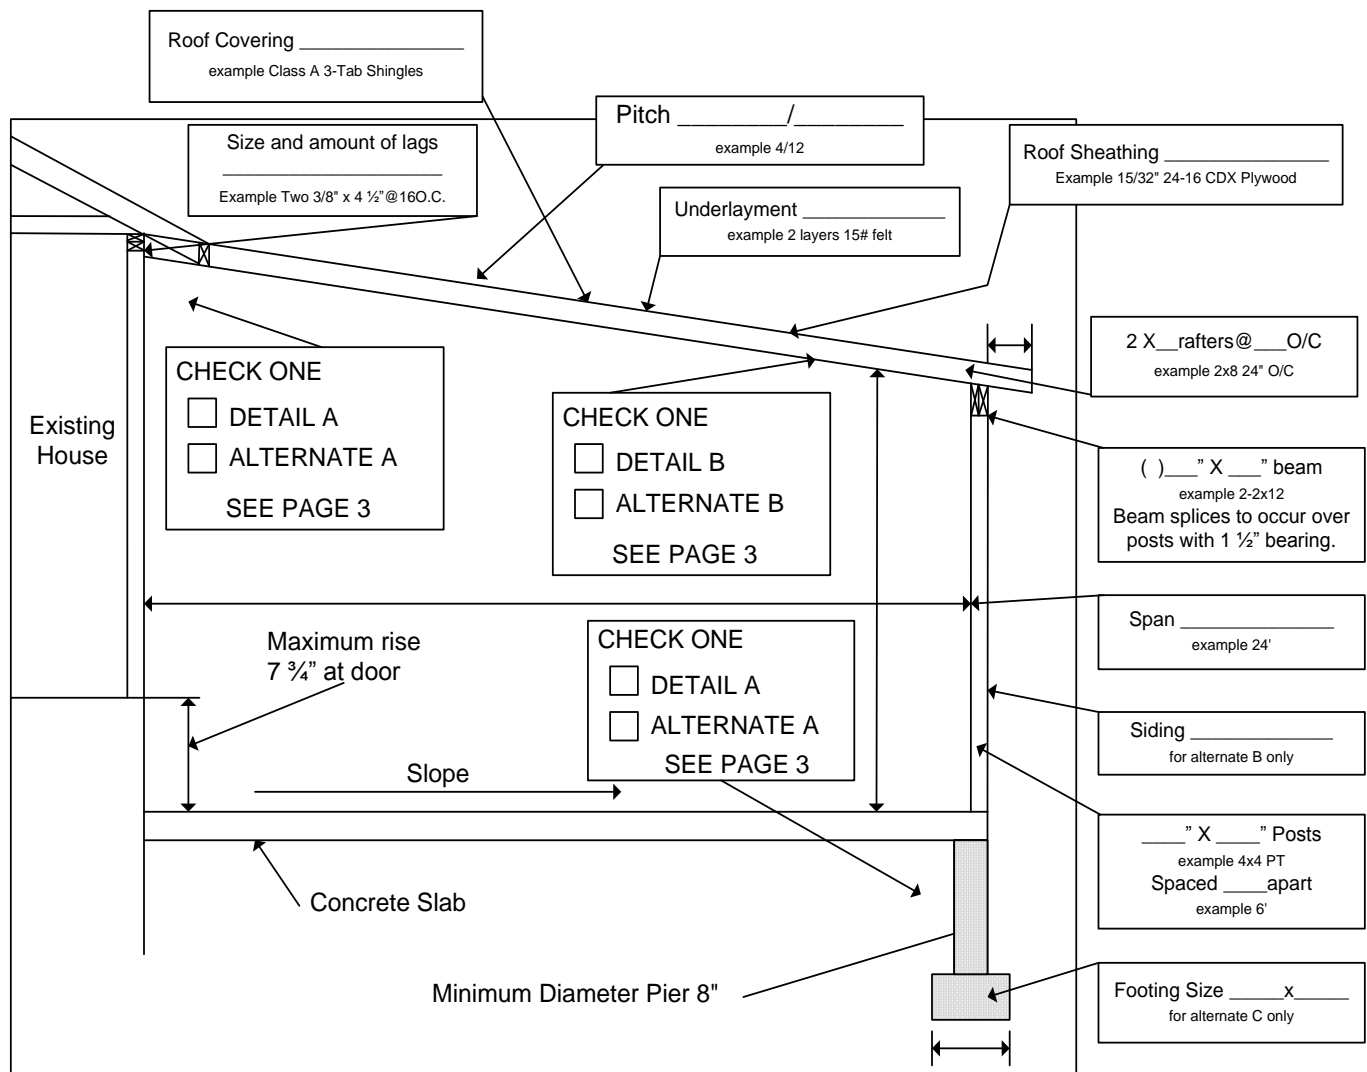 Roof Covering _______________
example Class A 3-Tab Shingles
Pitch _________/_________
example 4/12
Size and amount of lags
____________________
Example Two 3/8" x 4 ½"@16O.C.
Roof Sheathing _______________
Example 15/32" 24-16 CDX Plywood
Underlayment _____________
example 2 layers 15# felt
2 X__rafters@___O/C
example 2x8 24" O/C
CHECK ONE
DETAIL A
ALTERNATE A
SEE PAGE 3
Existing
House
CHECK ONE
DETAIL B
ALTERNATE B
SEE PAGE 3
( )___” X ___” beam
example 2-2x12
Beam splices to occur over
posts with 1 ½” bearing.
Span ______________
example 24'
Maximum rise
7 ¾” at door
CHECK ONE
DETAIL A
ALTERNATE A
SEE PAGE 3
Siding _____________
for alternate B only
Slope
____” X ____” Posts
example 4x4 PT
Spaced ____apart
example 6'
Concrete Slab
Minimum Diameter Pier 8"
Footing Size _____x_____
for alternate C only